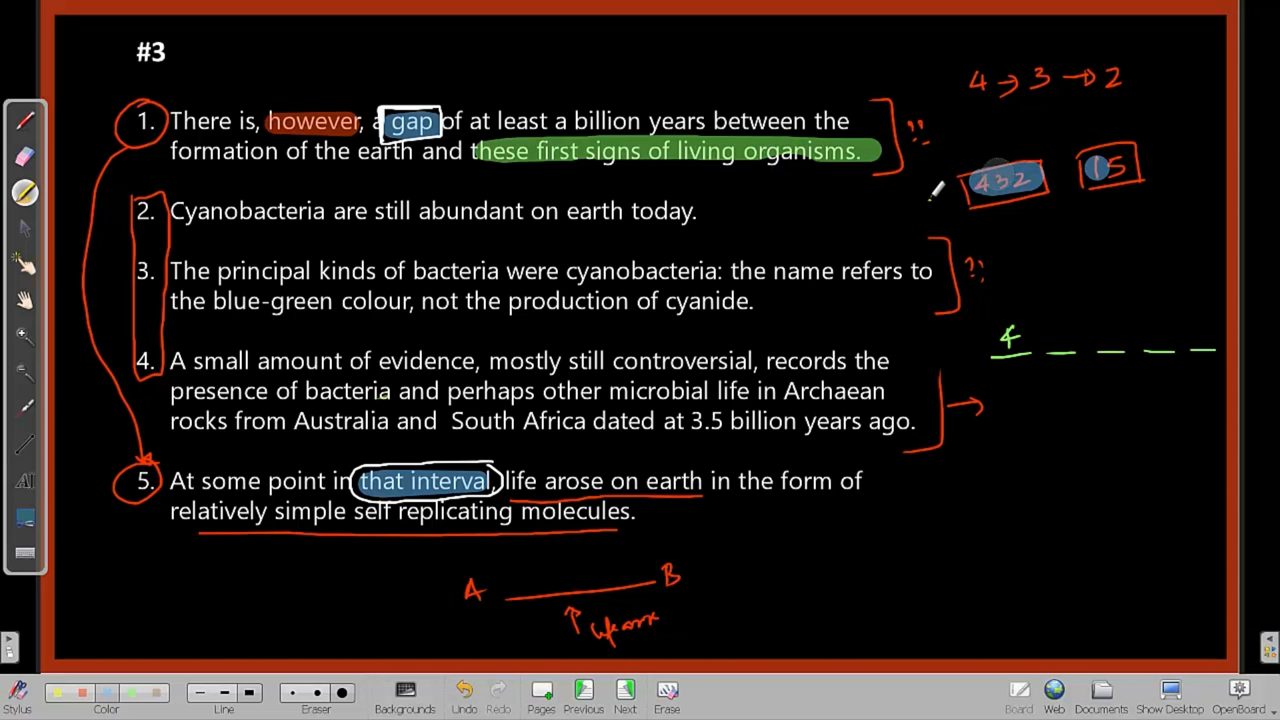 #3
4 → 3 → 2
1. There is, however, a gap of at least a billion years between the
formation of the earth and these first signs of living organisms.
!!
432 15
2. Cyanobacteria are still abundant on earth today.
3. The principal kinds of bacteria were cyanobacteria: the name refers to
the blue-green colour, not the production of cyanide.
??
4
4. A small amount of evidence, mostly still controversial, records the
presence of bacteria and perhaps other microbial life in Archaean
rocks from Australia and South Africa dated at 3.5 billion years ago.
5. At some point in that interval, life arose on earth in the form of
relatively simple self replicating molecules.
A B
Stylus
Color
Line
Eraser
Backgrounds
Undo
Redo
Pages
Previous
Next
Erase
Board
Web
Documents
Show Desktop
OpenBoard